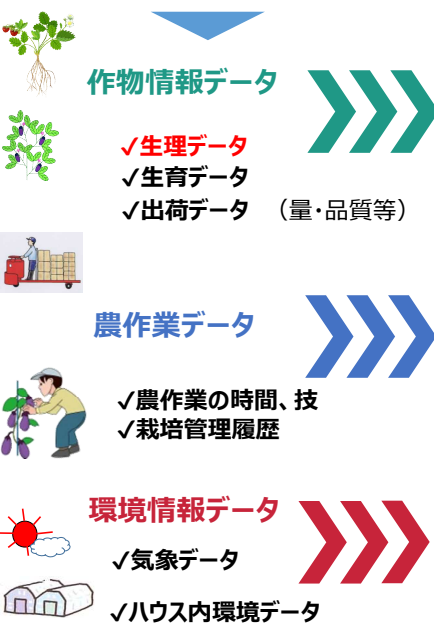 作物情報データ
✓生理データ
✓生育データ
✓出荷データ （量・品質等）
農作業データ
✓農作業の時間、技
✓栽培管理履歴
環境情報データ
✓気象データ
✓ハウス内環境データ